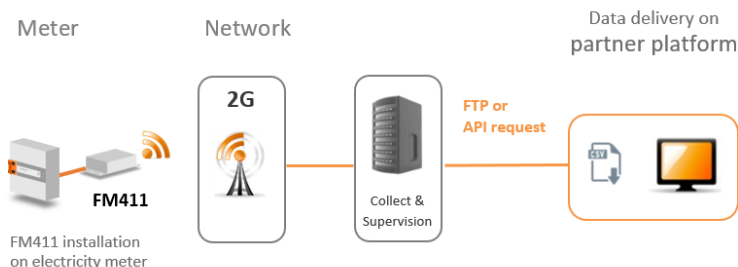 Meter
Network
Data delivery on
partner platform
2G
FTP or
API request
CSV
FM411
Collect &
Supervision
FM411 installation
on electricity meter